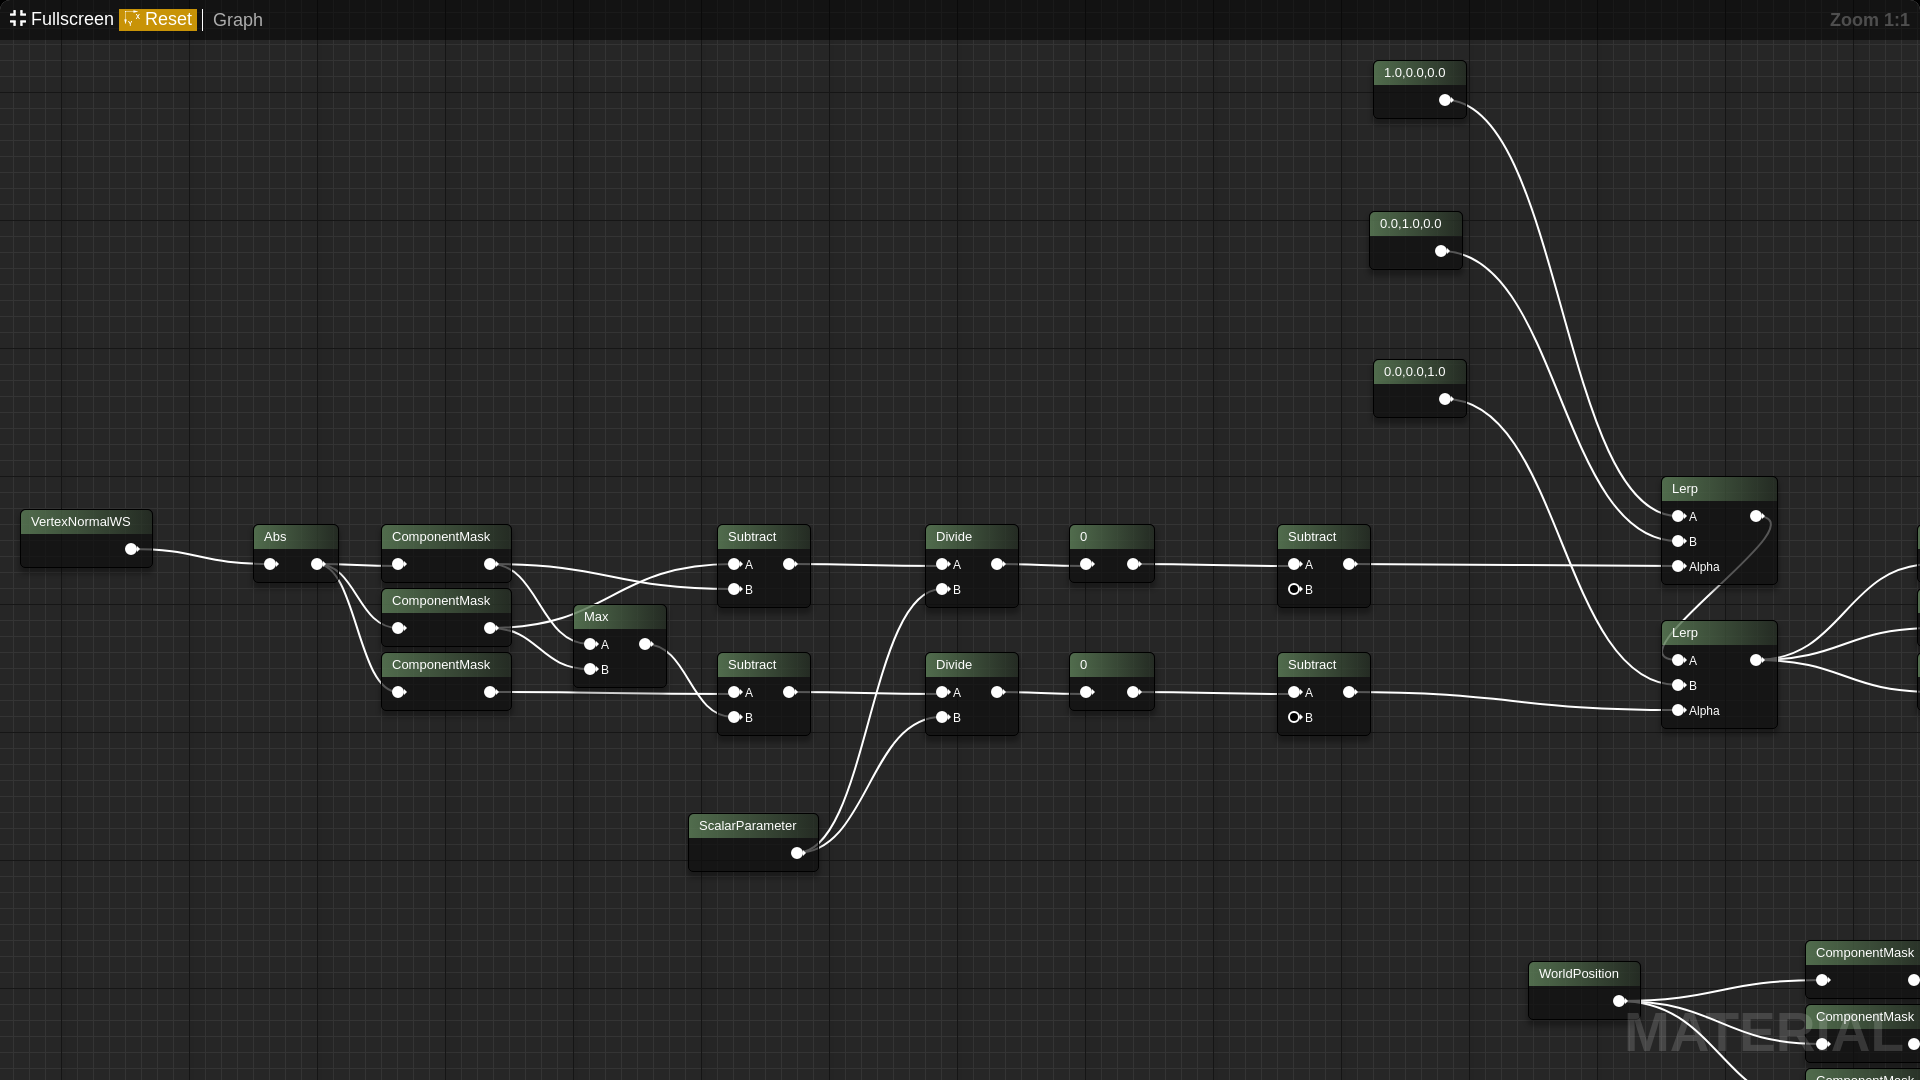 Fullscreen Reset Graph
Zoom 1:1
1.0,0.0,0.0
0.0,1.0,0.0
0.0,0.0,1.0
Lerp
A
B
Alpha
VertexNormalWS
Abs
ComponentMask
ComponentMask
ComponentMask
Max
A
B
Subtract
A
B
Divide
A
B
0
Subtract
A
B
Lerp
A
B
Alpha
Subtract
A
B
Divide
A
B
0
Subtract
A
B
ScalarParameter
WorldPosition
ComponentMask
ComponentMask
ComponentMask
MATERIAL